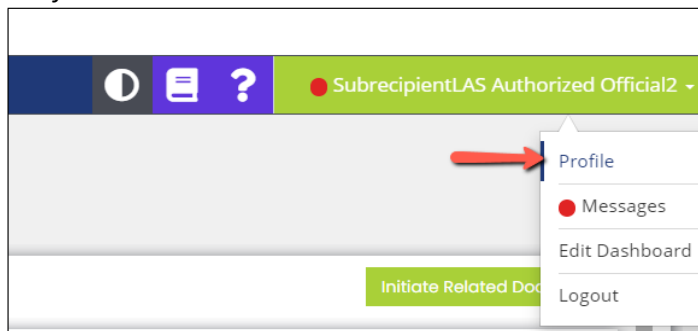 ?
SubrecipientLAS Authorized Official2
Profile
Messages
Edit Dashboard
Initiate Related Doc
Logout